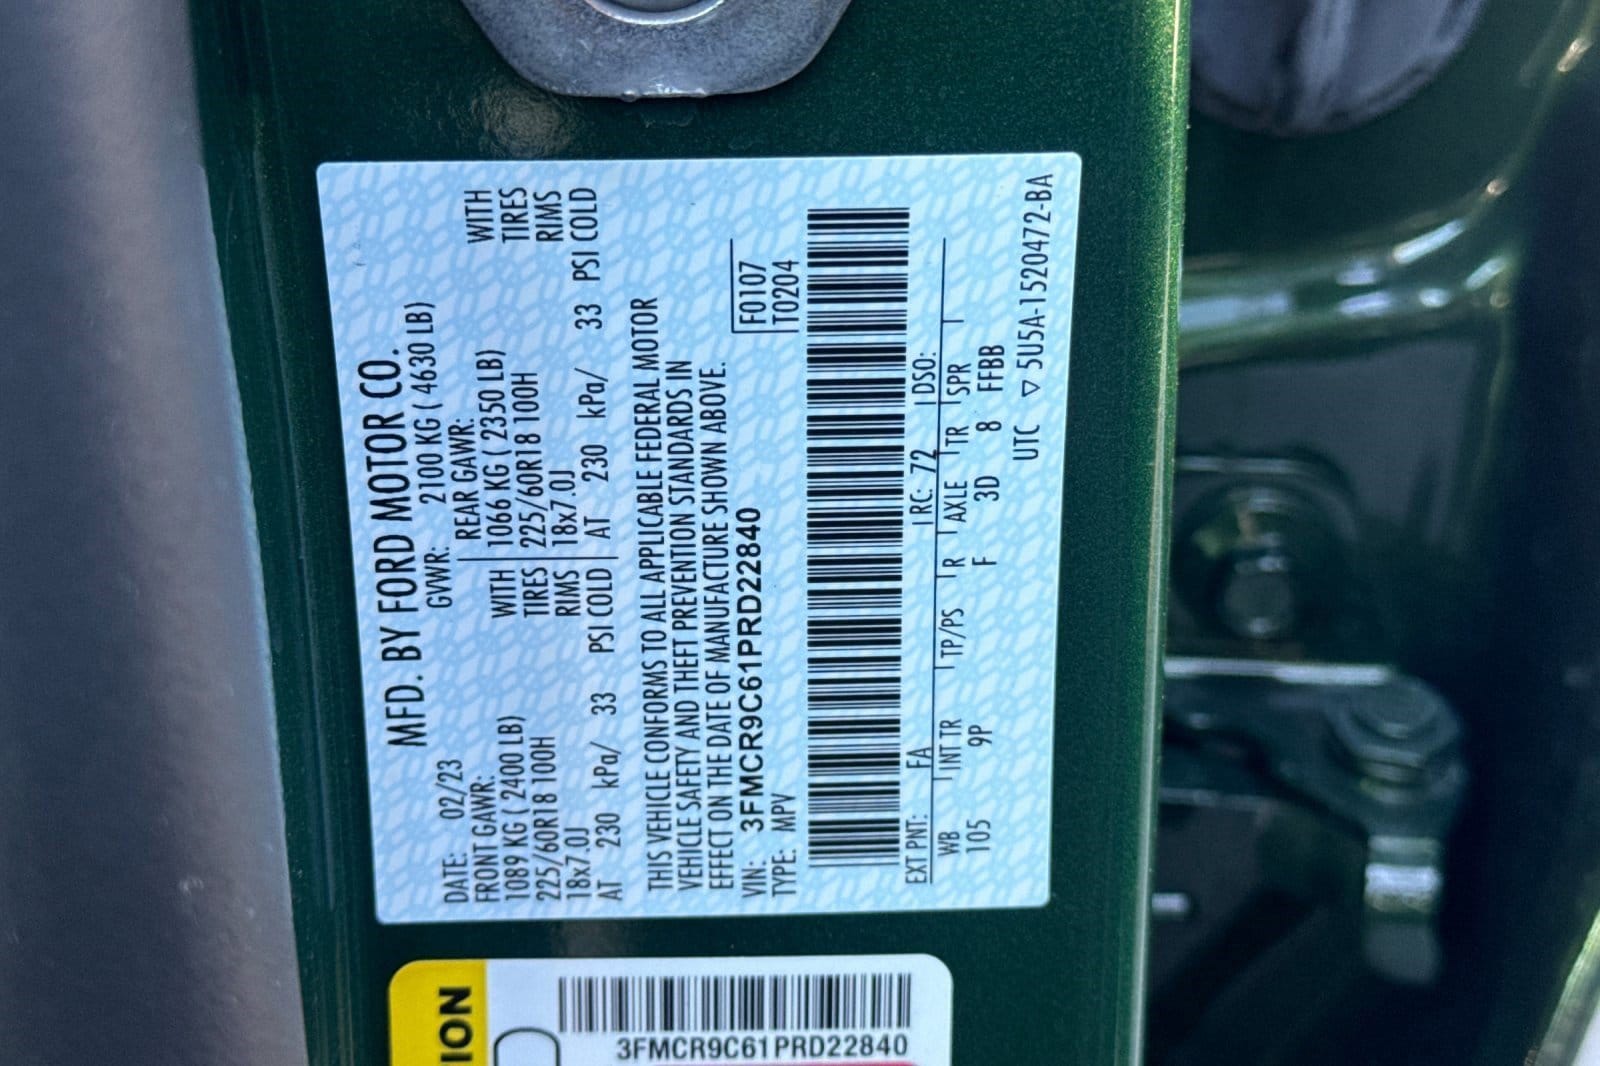 MFD. BY FORD MOTOR CO.
DATE: 02/23 GVWR: 2100 KG ( 4630 LB)
FRONT GAWR: REAR GAWR:
1089 KG ( 2400 LB) WITH 1066 KG ( 2350 LB) WITH
225/60R18 100H TIRES 225/60R18 100H TIRES
18x7.0J RIMS 18x7.0J RIMS
AT 230 kPa/ 33 PSI COLD AT 230 kPa/ 33 PSI COLD
THIS VEHICLE CONFORMS TO ALL APPLICABLE FEDERAL MOTOR
VEHICLE SAFETY AND THEFT PREVENTION STANDARDS IN
EFFECT ON THE DATE OF MANUFACTURE SHOWN ABOVE.
VIN: 3FMCR9C61PRD22840 F0107
TYPE: MPV T0204
EXT PNT: FA RC: 72 DSO:
WB INT TR TP/PS R AXLE TR SPR
105 9P F 3D 8 FFBB
UTC ▽ 5U5A-1520472-BA
ION
3FMCR9C61PRD22840